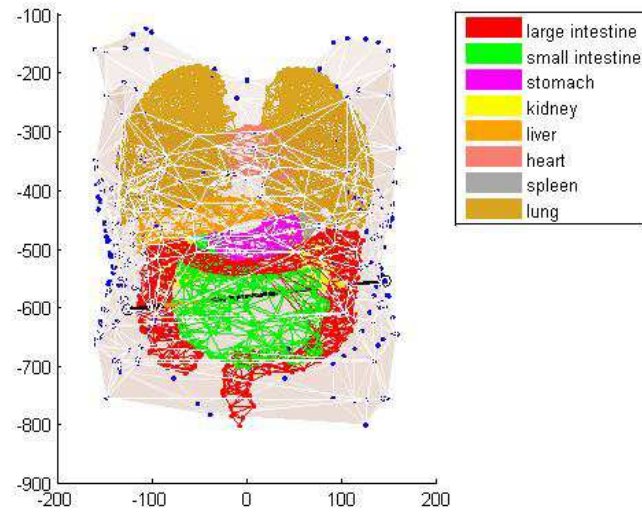 -100
-200
-300
-400
-500
-600
-700
-800
-900
-200
-100
0
100
200
large intestine
small intestine
stomach
kidney
liver
heart
spleen
lung